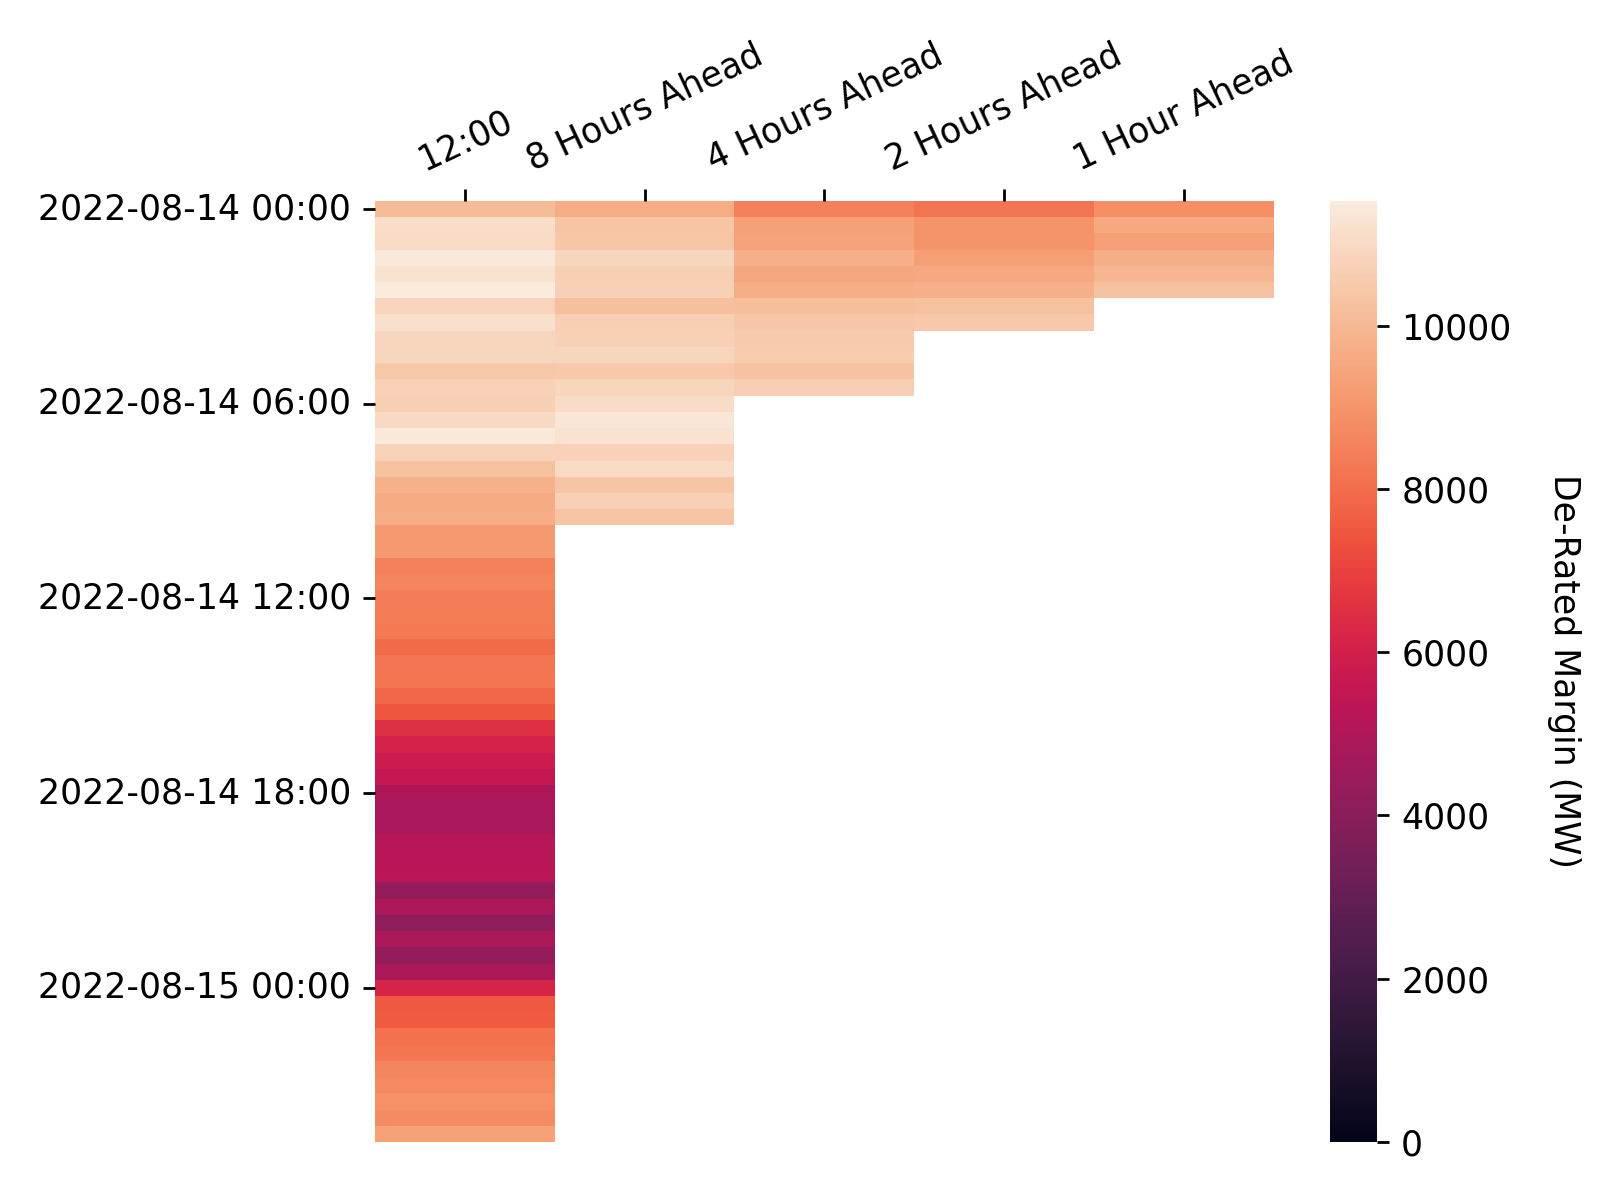 12:00
8 Hours Ahead
4 Hours Ahead
2 Hours Ahead
1 Hour Ahead
2022-08-14 00:00
2022-08-14 06:00
2022-08-14 12:00
2022-08-14 18:00
2022-08-15 00:00
10000
8000
6000
4000
2000
0
De-Rated Margin (MW)